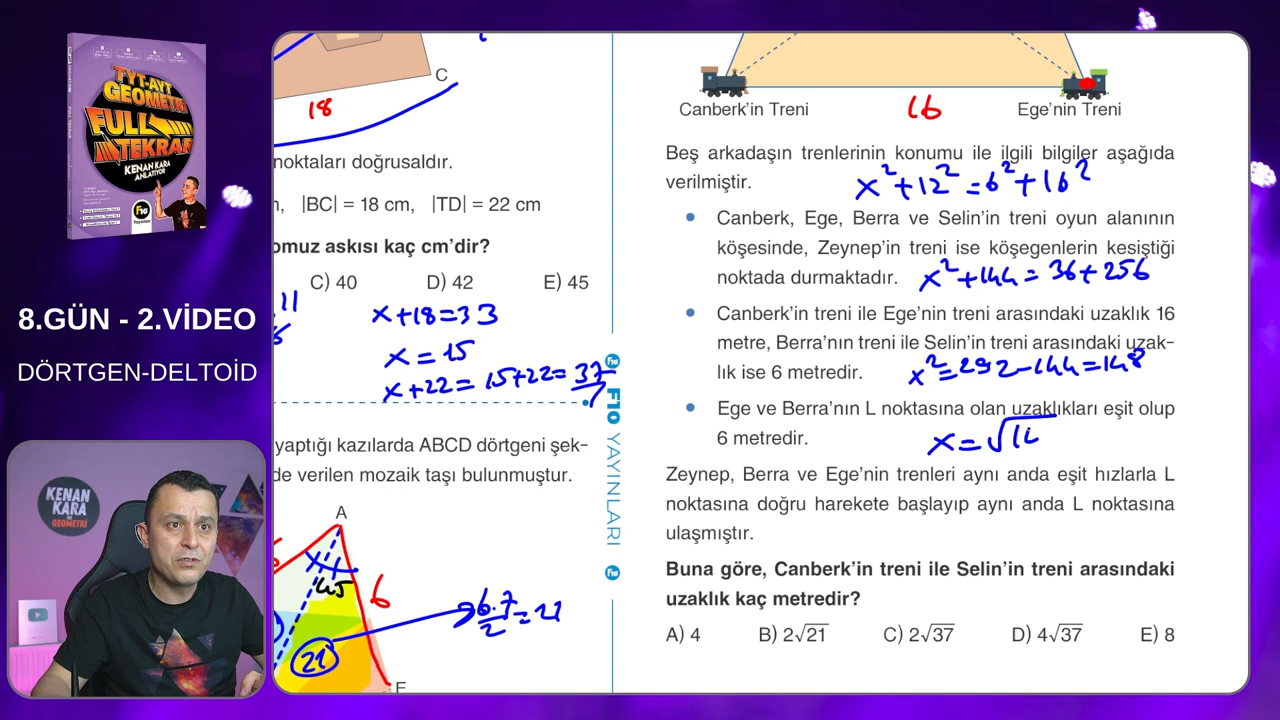 TYT-AYT
GEOMETRİ
FULL
TEKRAR
KENAN KARA
ANLATIYOR
F10
Yayınları
8.GÜN - 2.VİDEO
DÖRTGEN-DELTOİD
KENAN
KARA
GEOMETRİ
C
18
noktaları doğrusaldır.
|BC| = 18 cm, |TD| = 22 cm
omuz askısı kaç cm'dir?
C) 40 D) 42 E) 45
11
x+18=33
x=15
x+22=15+22=37
yaptığı kazılarda ABCD dörtgeni şek-
de verilen mozaik taşı bulunmuştur.
A
45
6
6.7/2=21
21
E
F10 YAYINLARI
Canberk'in Treni 16 Ege'nin Treni
Beş arkadaşın trenlerinin konumu ile ilgili bilgiler aşağıda
verilmiştir.
x²+12²=6²+16²
• Canberk, Ege, Berra ve Selin'in treni oyun alanının
köşesinde, Zeynep'in treni ise köşegenlerin kesiştiği
noktada durmaktadır.
x²+144=36+256
• Canberk'in treni ile Ege'nin treni arasındaki uzaklık 16
metre, Berra'nın treni ile Selin'in treni arasındaki uzak-
lık ise 6 metredir.
x²=292-144=148
• Ege ve Berra'nın L noktasına olan uzaklıkları eşit olup
6 metredir.
x=√14
Zeynep, Berra ve Ege'nin trenleri aynı anda eşit hızlarla L
noktasına doğru harekete başlayıp aynı anda L noktasına
ulaşmıştır.
Buna göre, Canberk'in treni ile Selin'in treni arasındaki
uzaklık kaç metredir?
A) 4 B) 2√21 C) 2√37 D) 4√37 E) 8